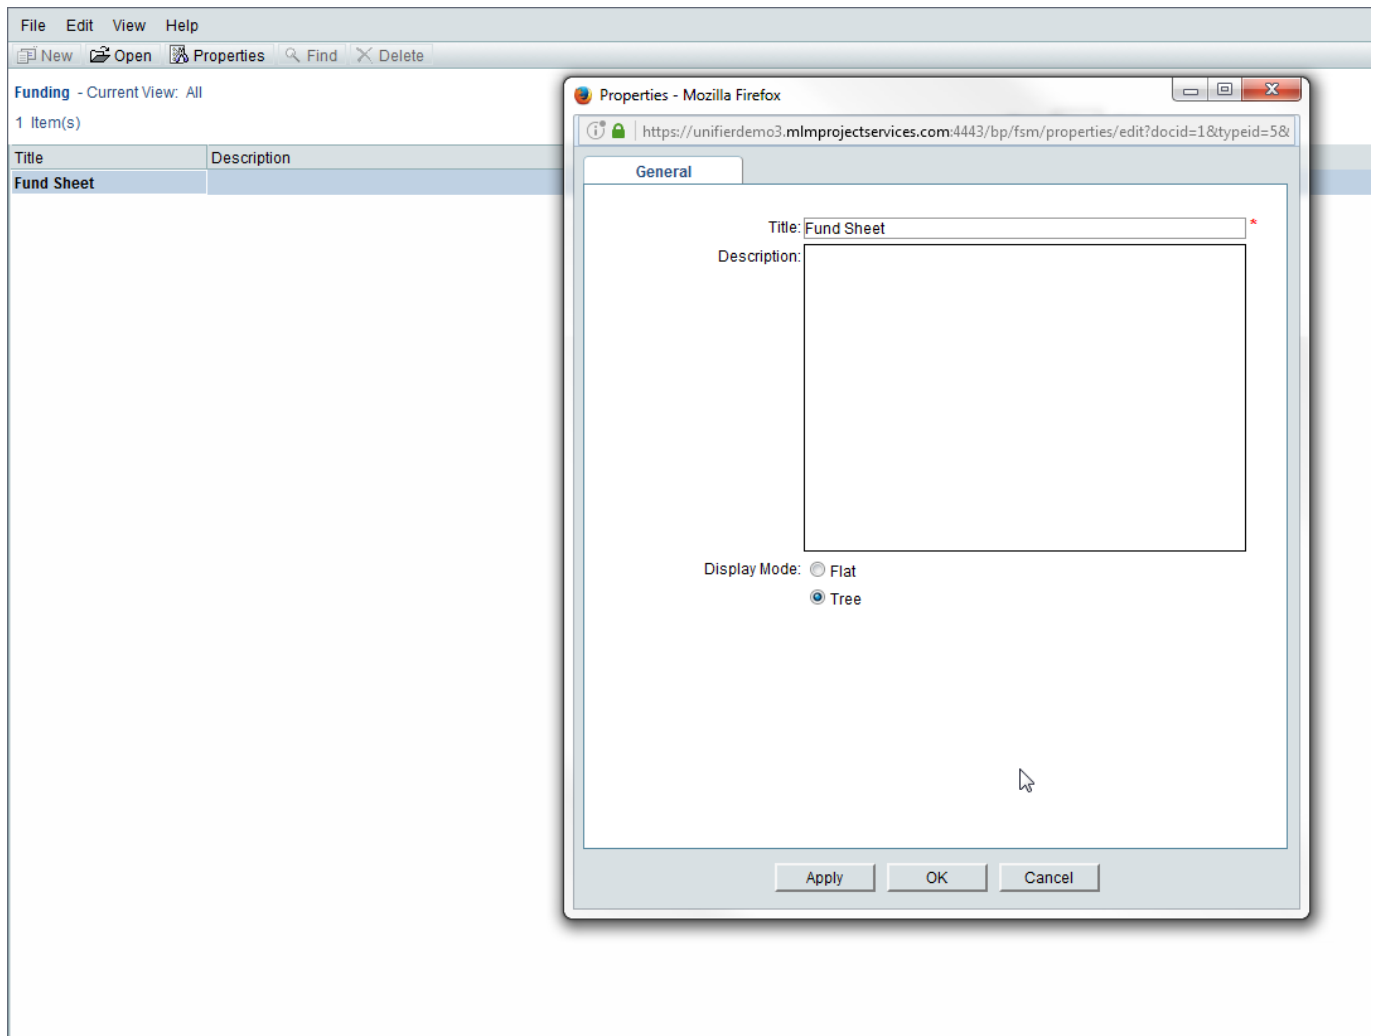 File Edit View Help
New Open Properties Find Delete
Funding - Current View: All
1 Item(s)
Title Description
Fund Sheet
Properties - Mozilla Firefox
https://unifierdemo3.mlmprojectservices.com:4443/bp/fsm/properties/edit?docid=1&typeid=5&
General
Title: Fund Sheet *
Description:
Display Mode: Flat
Tree
Apply OK Cancel